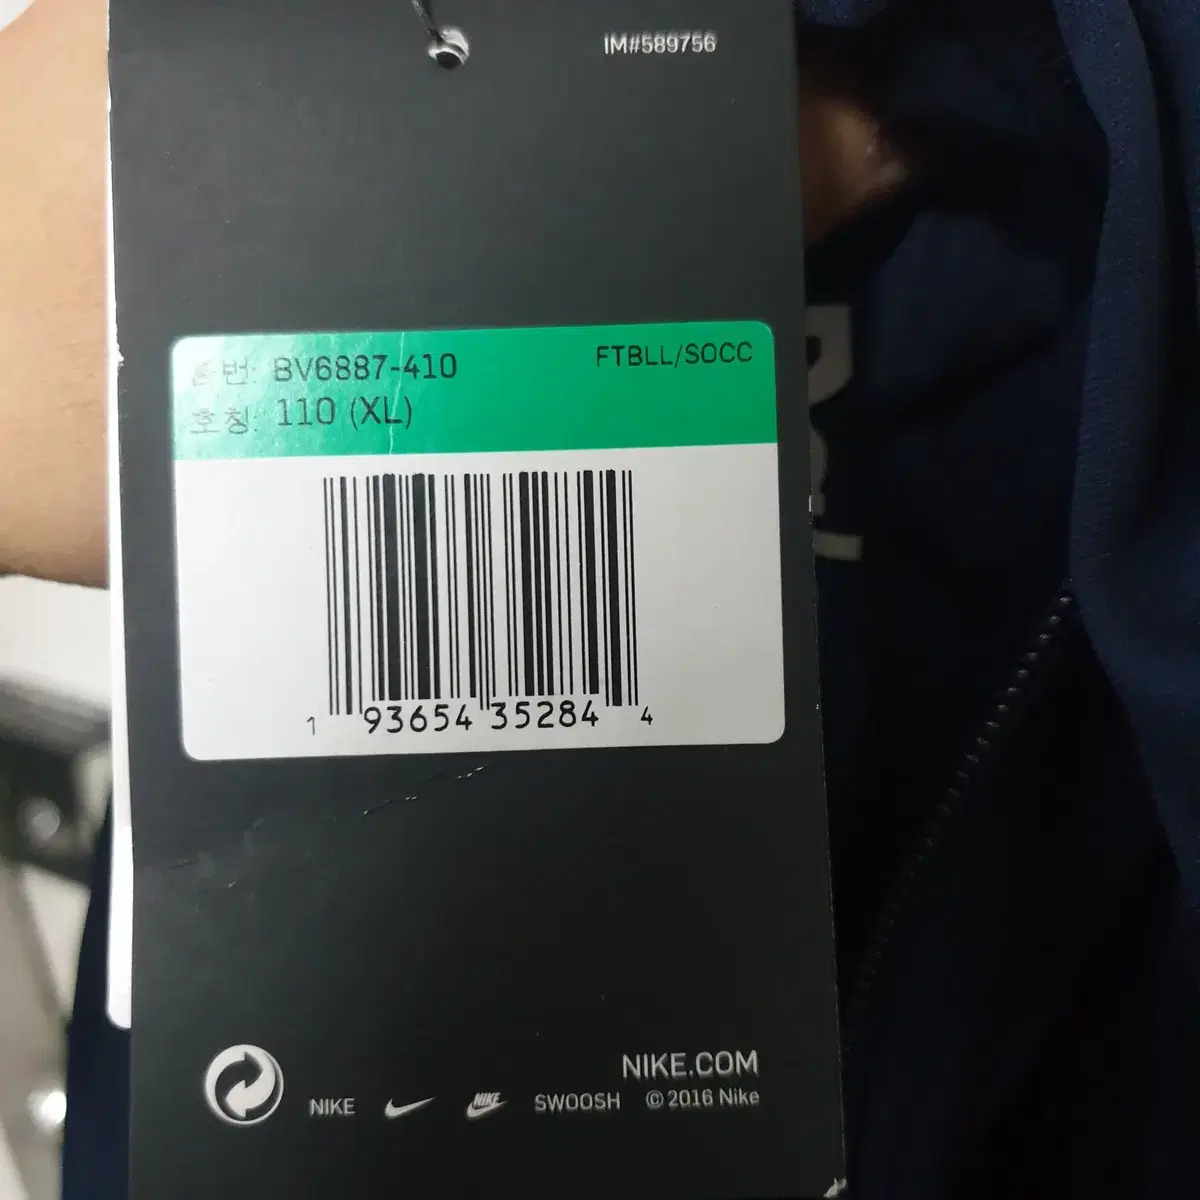 IM#589756
품번: BV6887-410
FTBLL/SOCC
호칭: 110 (XL)
1 93654 35284 4
NIKE.COM
NIKE NIKE SWOOSH © 2016 Nike